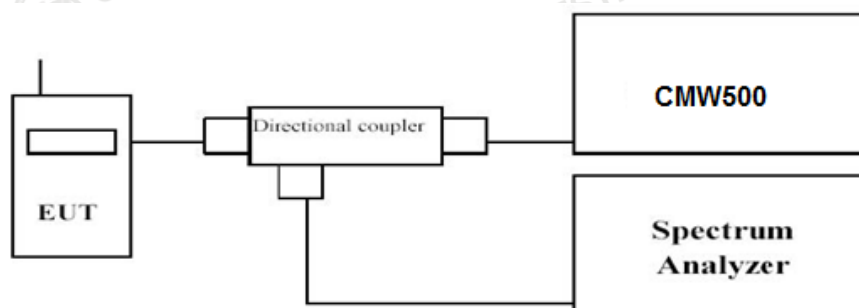 CMW500
Directional coupler
EUT
Spectrum
Analyzer